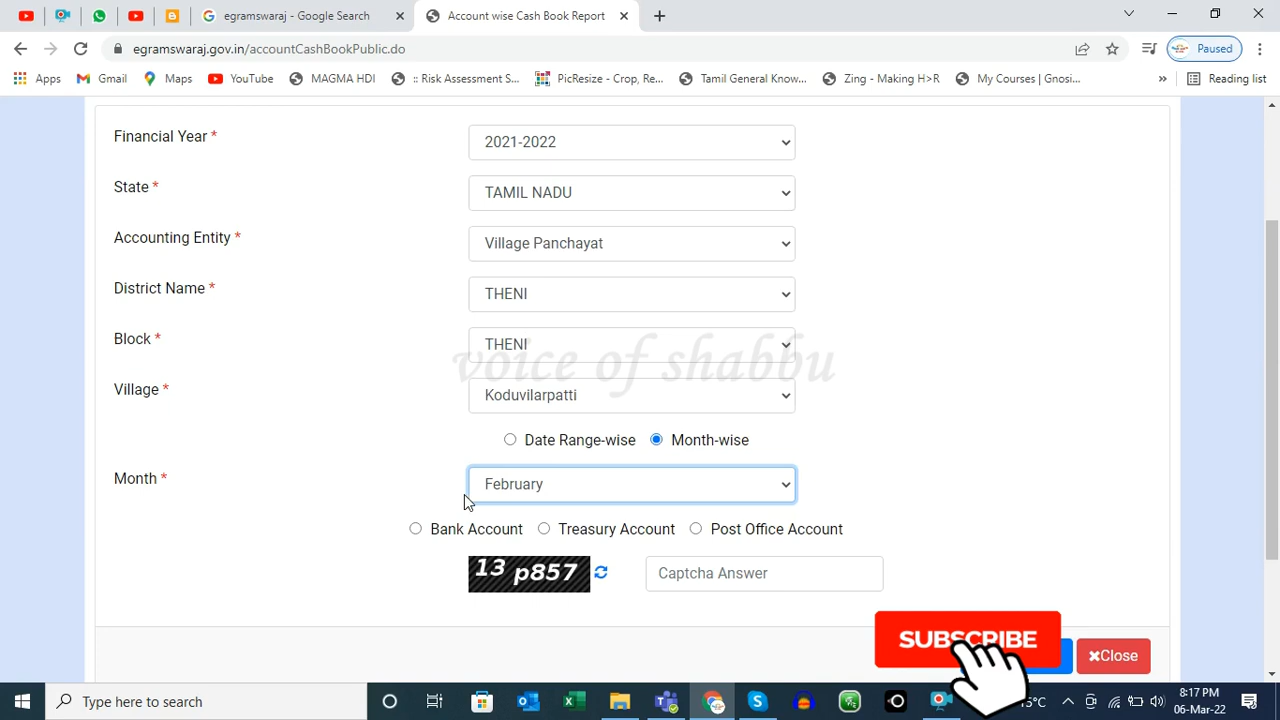 egramswaraj - Google Search
Account wise Cash Book Report
egramswaraj.gov.in/accountCashBookPublic.do
Paused
Apps Gmail Maps YouTube MAGMA HDI :: Risk Assessment S... PicResize - Crop, Re... Tamil General Know... Zing - Making H>R My Courses | Gnosi... » Reading list
Financial Year * 2021-2022
State * TAMIL NADU
Accounting Entity * Village Panchayat
District Name * THENI
Block * THENI
voice of shabbu
Village * Koduvilarpatti
Date Range-wise Month-wise
Month * February
Bank Account Treasury Account Post Office Account
13 p857 Captcha Answer
SUBSCRIBE
Close
Type here to search
8:17 PM
06-Mar-22